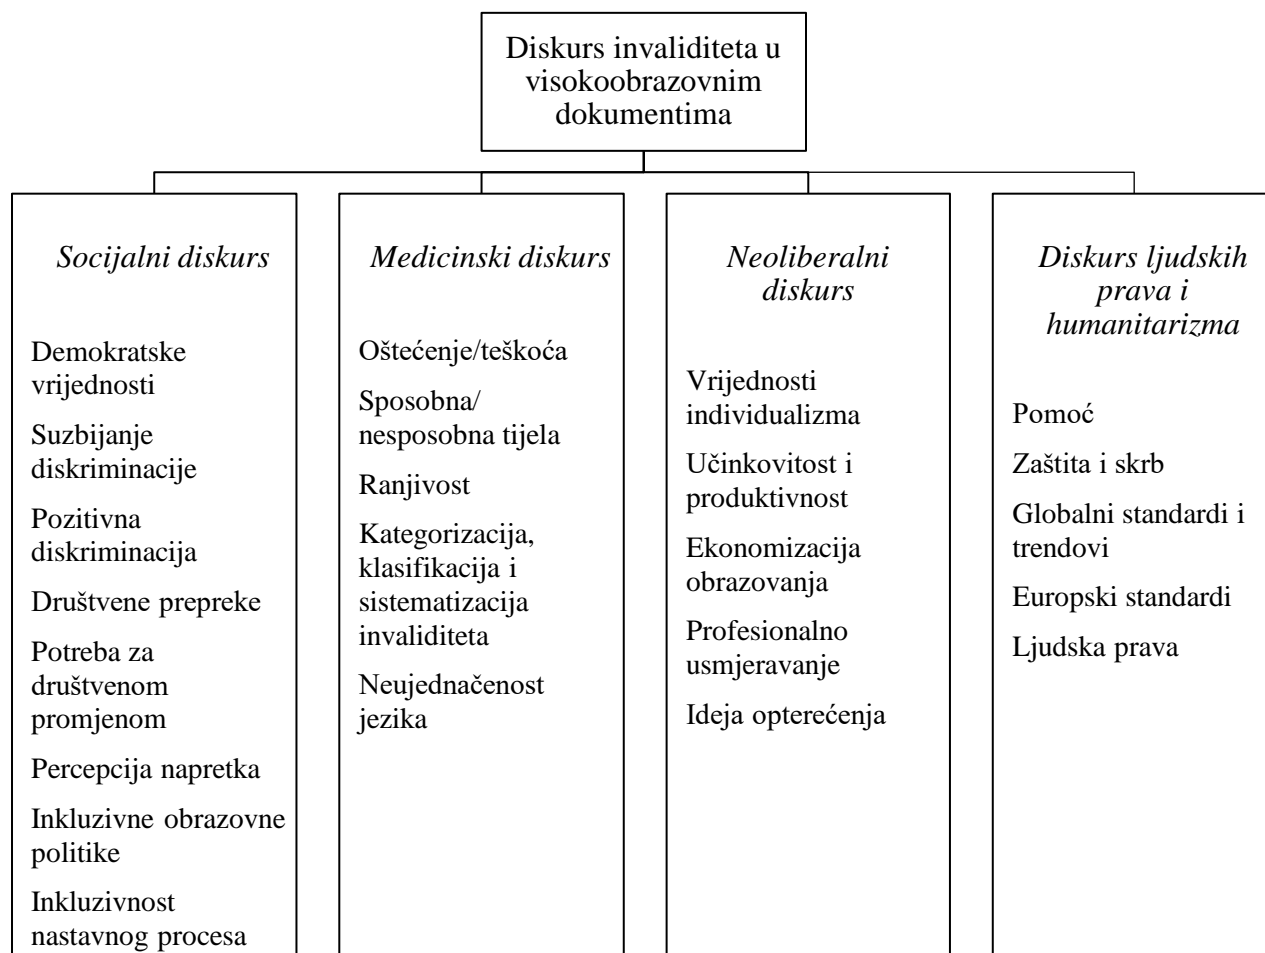 Diskurs invaliditeta u
visokoobrazovnim
dokumentima
Socijalni diskurs
Demokratske
vrijednosti
Suzbijanje
diskriminacije
Pozitivna
diskriminacija
Društvene prepreke
Potreba za
društvenom
promjenom
Percepcija napretka
Inkluzivne obrazovne
politike
Inkluzivnost
nastavnog procesa
Medicinski diskurs
Oštećenje/teškoća
Sposobna/
nesposobna tijela
Ranjivost
Kategorizacija,
klasifikacija i
sistematizacija
invaliditeta
Neujednačenost
jezika
Neoliberalni
diskurs
Vrijednosti
individualizma
Učinkovitost i
produktivnost
Ekonomizacija
obrazovanja
Profesionalno
usmjeravanje
Ideja opterećenja
Diskurs ljudskih
prava i
humanitarizma
Pomoć
Zaštita i skrb
Globalni standardi i
trendovi
Europski standardi
Ljudska prava